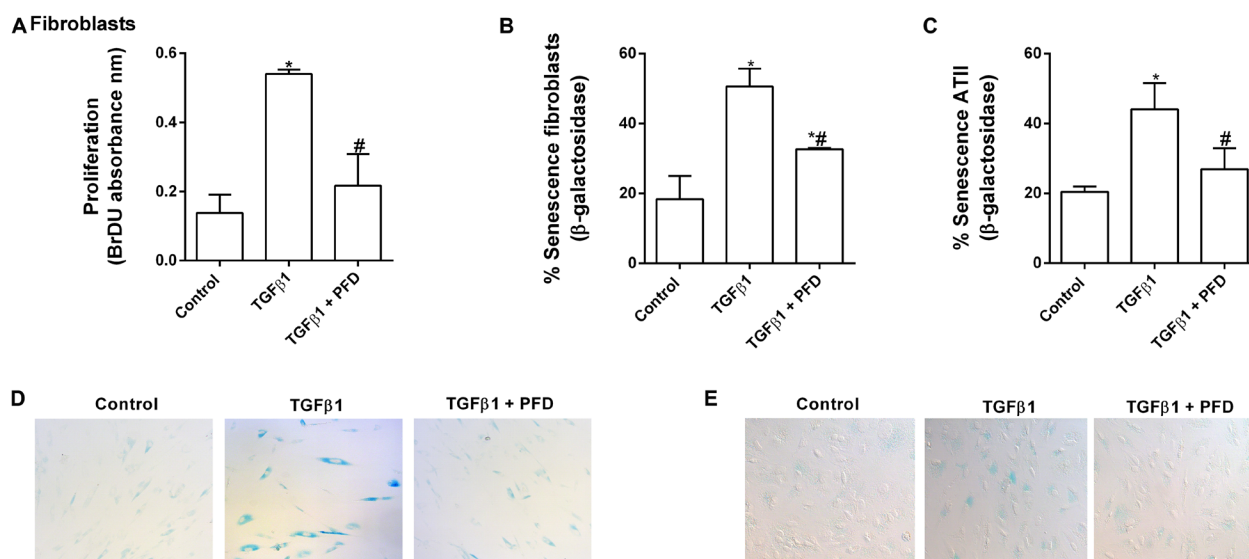 A Fibroblasts
Proliferation
(BrDU absorbance nm)
0.6
0.4
0.2
0.0
*
#
Control
TGFβ1
TGFβ1 + PFD
B
% Senescence fibroblasts
(β-galactosidase)
60
40
20
0
*
*#
Control
TGFβ1
TGFβ1 + PFD
C
% Senescence ATII
(β-galactosidase)
60
40
20
0
*
#
Control
TGFβ1
TGFβ1 + PFD
D
Control
TGFβ1
TGFβ1 + PFD
E
Control
TGFβ1
TGFβ1 + PFD